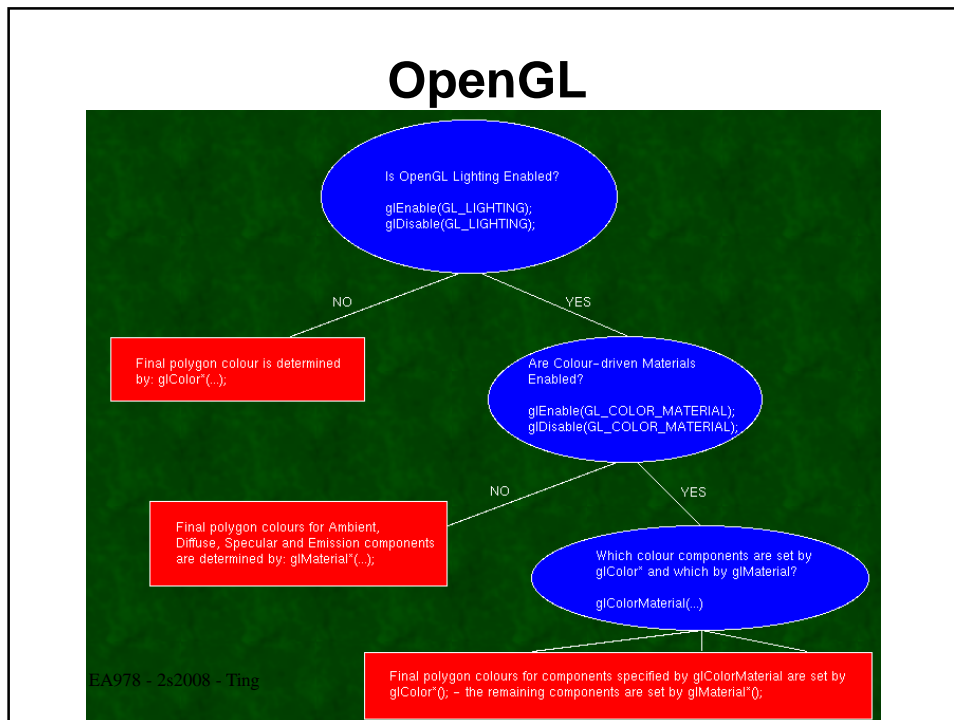 OpenGL
Is OpenGL Lighting Enabled?
glEnable(GL_LIGHTING);
glDisable(GL_LIGHTING);
NO
YES
Final polygon colour is determined
by: glColor*(...);
Are Colour-driven Materials
Enabled?
glEnable(GL_COLOR_MATERIAL);
glDisable(GL_COLOR_MATERIAL);
NO
YES
Final polygon colours for Ambient,
Diffuse, Specular and Emission components
are determined by: glMaterial*(...);
Which colour components are set by
glColor* and which by glMaterial?
glColorMaterial(...)
Final polygon colours for components specified by glColorMaterial are set by
glColor*(); - the remaining components are set by glMaterial*();
EA978 - 2s2008 - Ting